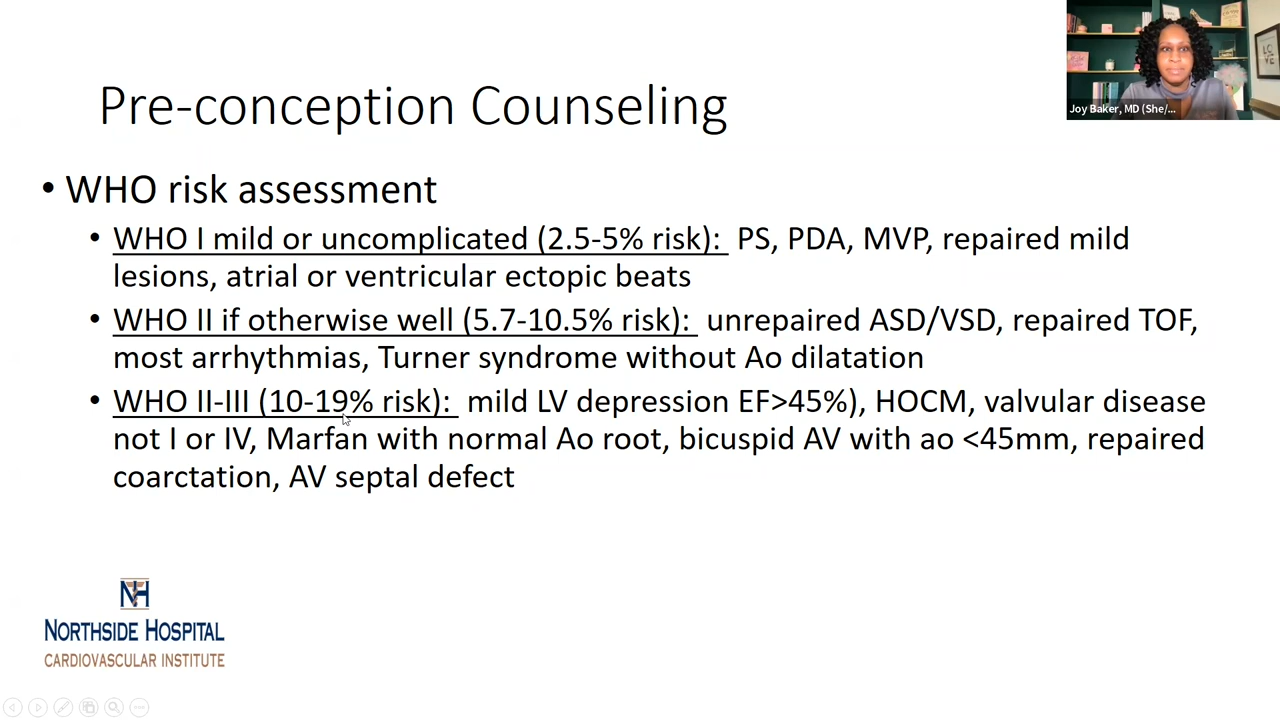 Pre-conception Counseling
• WHO risk assessment
• WHO I mild or uncomplicated (2.5-5% risk): PS, PDA, MVP, repaired mild
lesions, atrial or ventricular ectopic beats
• WHO II if otherwise well (5.7-10.5% risk): unrepaired ASD/VSD, repaired TOF,
most arrhythmias, Turner syndrome without Ao dilatation
• WHO II-III (10-19% risk): mild LV depression EF>45%), HOCM, valvular disease
not I or IV, Marfan with normal Ao root, bicuspid AV with ao <45mm, repaired
coarctation, AV septal defect
NH
NORTHSIDE HOSPITAL
CARDIOVASCULAR INSTITUTE
Joy Baker, MD (She/...